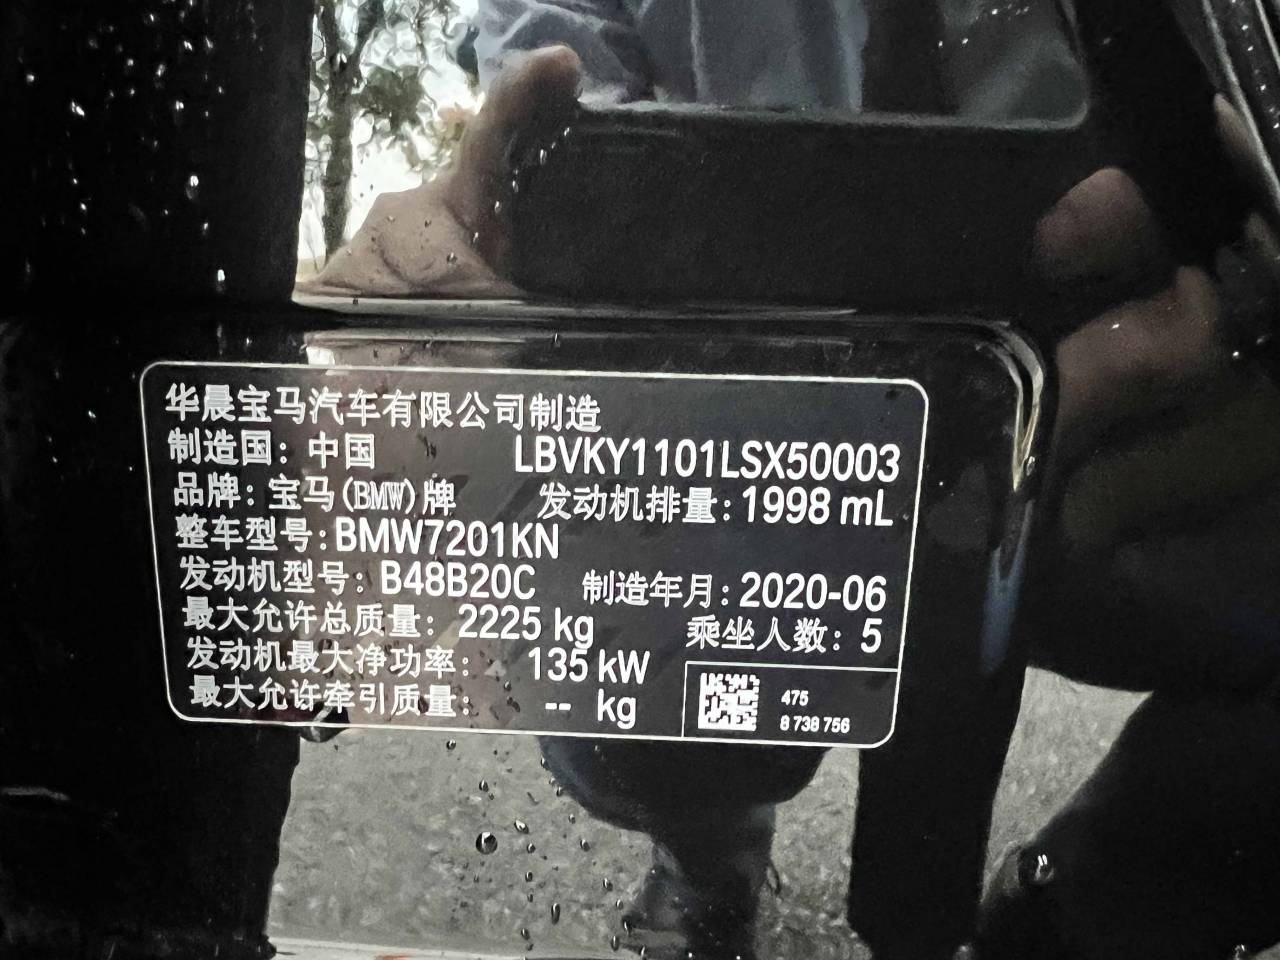 华晨宝马汽车有限公司制造
制造国：中国 LBVKY1101LSX50003
品牌：宝马(BMW)牌 发动机排量：1998 mL
整车型号：BMW7201KN
发动机型号：B48B20C 制造年月：2020-06
最大允许总质量：2225 kg 乘坐人数：5
发动机最大净功率：135 kW
最大允许牵引质量：-- kg
475
8 738 756